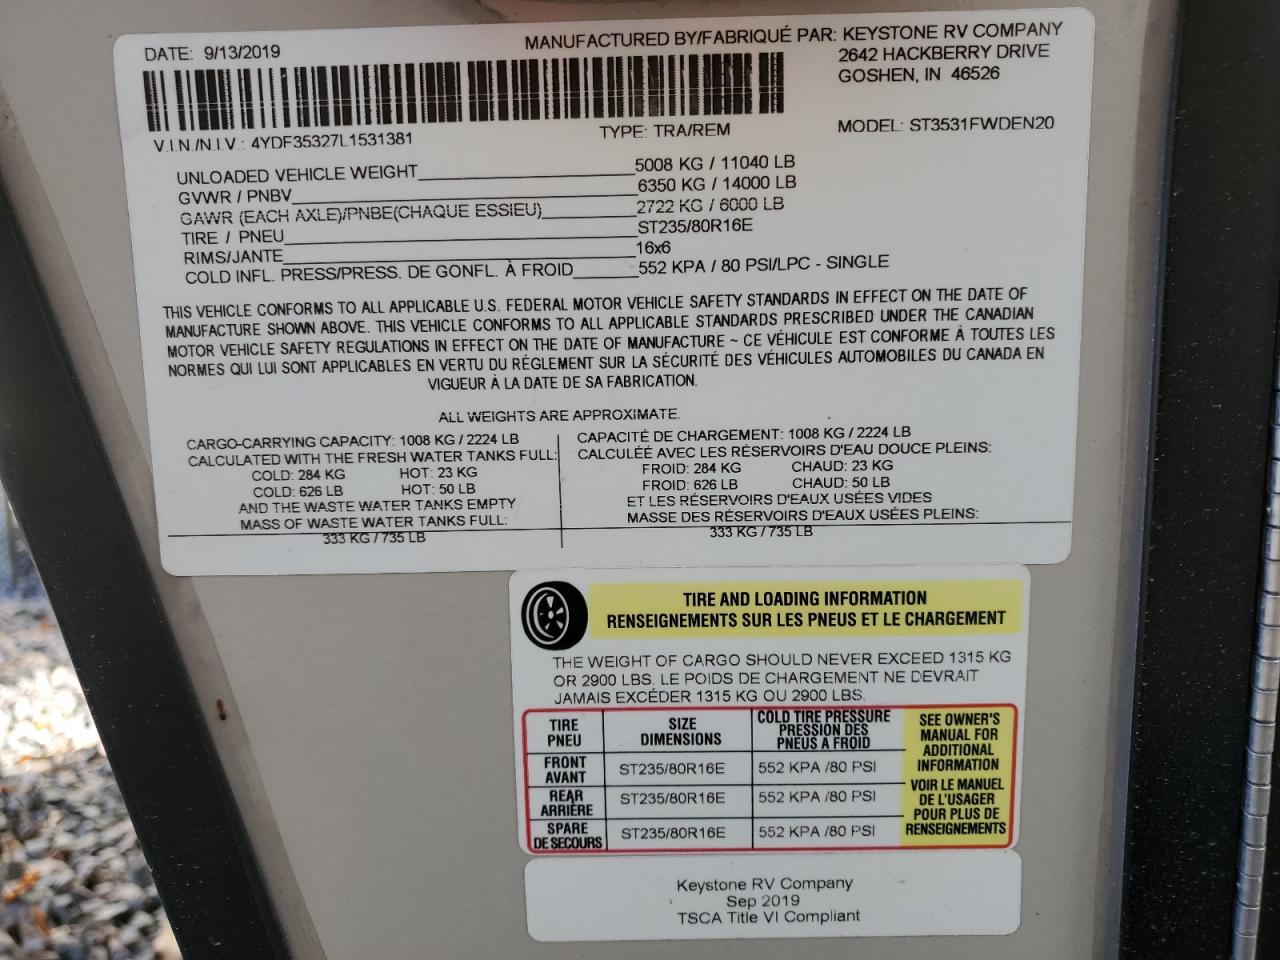 DATE: 9/13/2019
MANUFACTURED BY/FABRIQUÉ PAR: KEYSTONE RV COMPANY
2642 HACKBERRY DRIVE
GOSHEN, IN 46526
V.I.N./N.I.V.: 4YDF35327L1531381
TYPE: TRA/REM
MODEL: ST3531FWDEN20
UNLOADED VEHICLE WEIGHT 5008 KG / 11040 LB
GVWR / PNBV 6350 KG / 14000 LB
GAWR (EACH AXLE)/PNBE(CHAQUE ESSIEU) 2722 KG / 6000 LB
TIRE / PNEU ST235/80R16E
RIMS/JANTE 16x6
COLD INFL. PRESS/PRESS. DE GONFL. À FROID 552 KPA / 80 PSI/LPC - SINGLE
THIS VEHICLE CONFORMS TO ALL APPLICABLE U.S. FEDERAL MOTOR VEHICLE SAFETY STANDARDS IN EFFECT ON THE DATE OF
MANUFACTURE SHOWN ABOVE. THIS VEHICLE CONFORMS TO ALL APPLICABLE STANDARDS PRESCRIBED UNDER THE CANADIAN
MOTOR VEHICLE SAFETY REGULATIONS IN EFFECT ON THE DATE OF MANUFACTURE ~ CE VÉHICULE EST CONFORME À TOUTES LES
NORMES QUI LUI SONT APPLICABLES EN VERTU DU RÉGLEMENT SUR LA SÉCURITÉ DES VÉHICULES AUTOMOBILES DU CANADA EN
VIGUEUR À LA DATE DE SA FABRICATION.
ALL WEIGHTS ARE APPROXIMATE.
CARGO-CARRYING CAPACITY: 1008 KG / 2224 LB
CALCULATED WITH THE FRESH WATER TANKS FULL:
COLD: 284 KG HOT: 23 KG
COLD: 626 LB HOT: 50 LB
AND THE WASTE WATER TANKS EMPTY
MASS OF WASTE WATER TANKS FULL:
333 KG / 735 LB
CAPACITÉ DE CHARGEMENT: 1008 KG / 2224 LB
CALCULÉÉ AVEC LES RÉSERVOIRS D'EAU DOUCE PLEINS:
FROID: 284 KG CHAUD: 23 KG
FROID: 626 LB CHAUD: 50 LB
ET LES RÉSERVOIRS D'EAUX USÉES VIDES
MASSE DES RÉSERVOIRS D'EAUX USÉES PLEINS:
333 KG / 735 LB
TIRE AND LOADING INFORMATION
RENSEIGNEMENTS SUR LES PNEUS ET LE CHARGEMENT
THE WEIGHT OF CARGO SHOULD NEVER EXCEED 1315 KG
OR 2900 LBS. LE POIDS DE CHARGEMENT NE DEVRAIT
JAMAIS EXCÉDER 1315 KG OU 2900 LBS.
TIRE
PNEU
SIZE
DIMENSIONS
COLD TIRE PRESSURE
PRESSION DES
PNEUS A FROID
FRONT
AVANT
ST235/80R16E
552 KPA /80 PSI
REAR
ARRIÈRE
ST235/80R16E
552 KPA /80 PSI
SPARE
DE SECOURS
ST235/80R16E
552 KPA /80 PSI
SEE OWNER'S
MANUAL FOR
ADDITIONAL
INFORMATION
VOIR LE MANUEL
DE L'USAGER
POUR PLUS DE
RENSEIGNEMENTS
Keystone RV Company
Sep 2019
TSCA Title VI Compliant